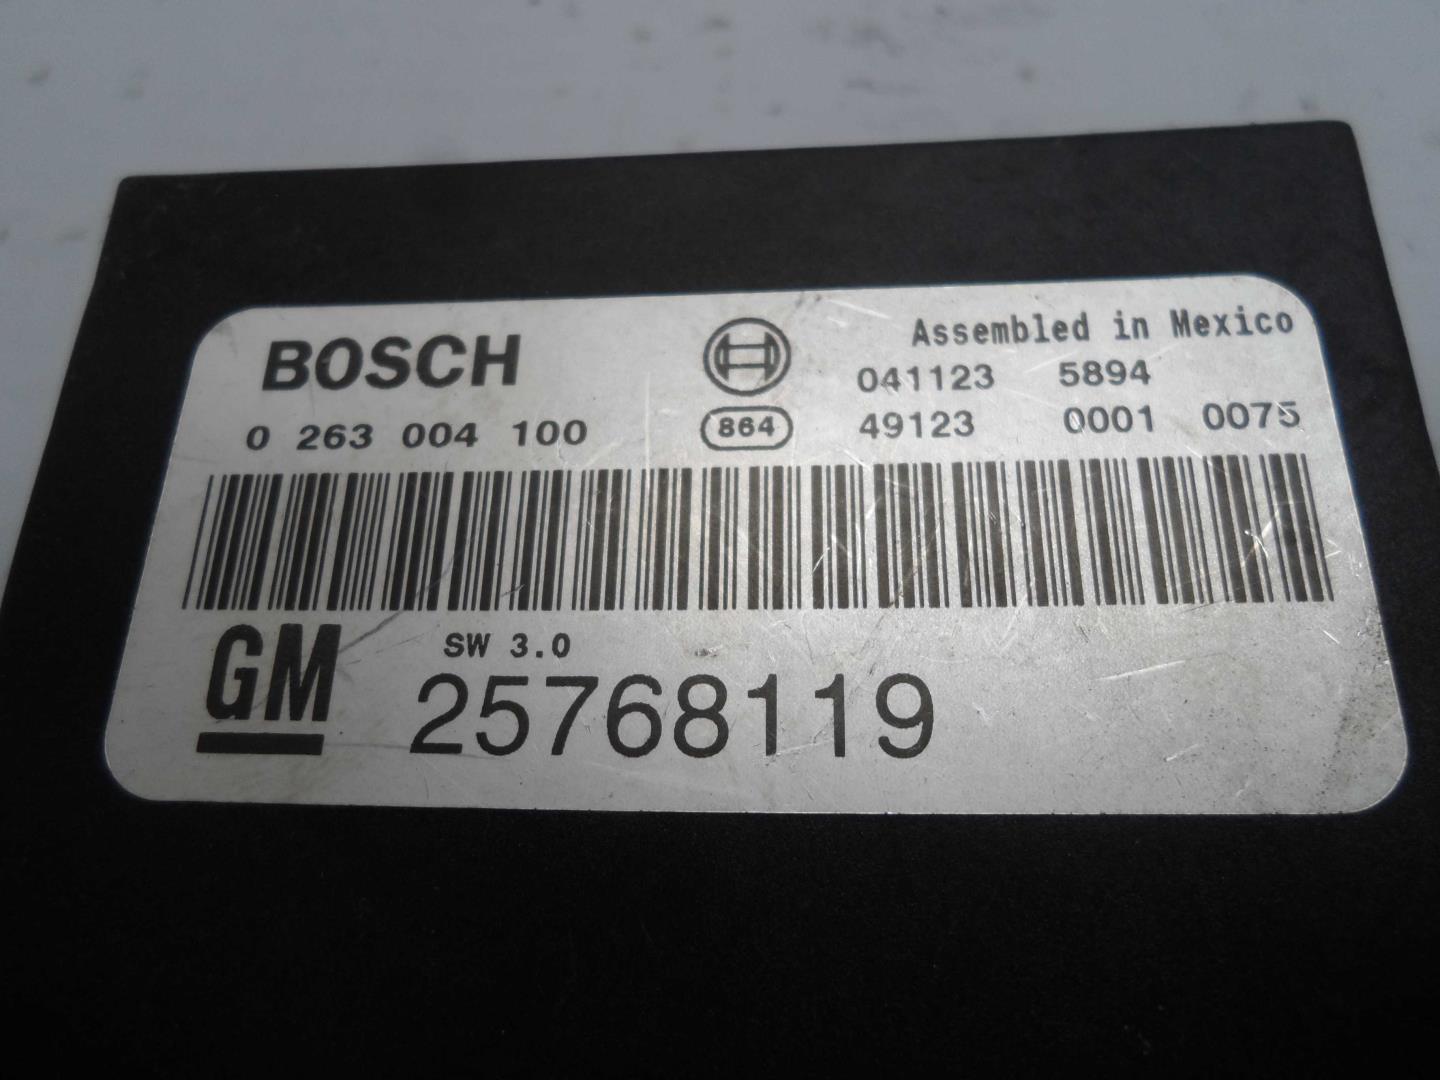 BOSCH
Assembled in Mexico
041123 5894
0 263 004 100
864
49123 0001 0075
GM
SW 3.0
25768119